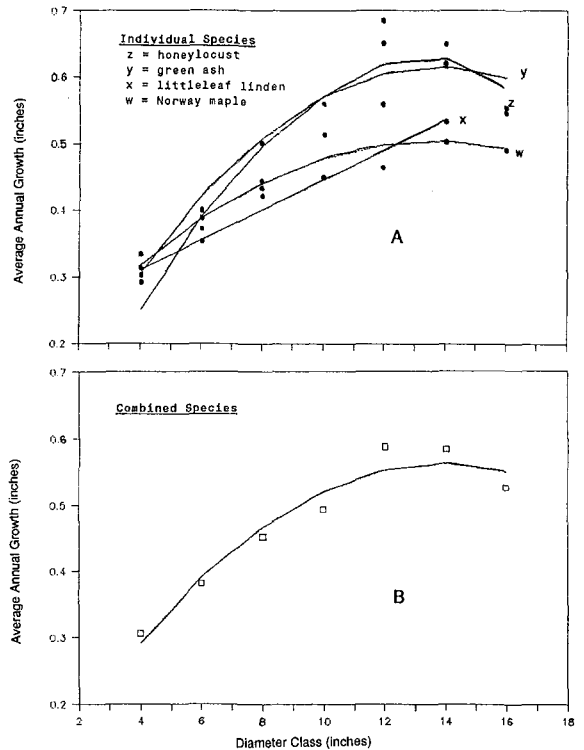 0.7
Individual Species
z = honeylocust
y = green ash
x = littleleaf linden
w = Norway maple
0.6
0.5
0.4
0.3
0.2
y
z
x
w
A
Average Annual Growth (inches)
0.7
Combined Species
0.6
0.5
0.4
0.3
0.2
B
Average Annual Growth (inches)
2 4 6 8 10 12 14 16 18
Diameter Class (inches)